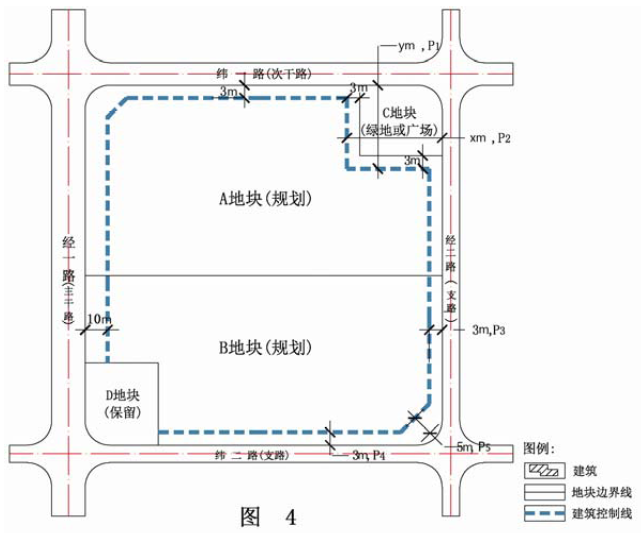 ym , P1
纬 一 路(次干路)
3m
3m
C地块
(绿地或广场)
xm , P2
3m
A地块(规划)
经一路(主干路)
经二路(支路)
10m
B地块(规划)
3m,P3
D地块
(保留)
5m,P5
纬 二 路(支路)
3m,P4
图例:
建筑
地块边界线
建筑控制线
图 4